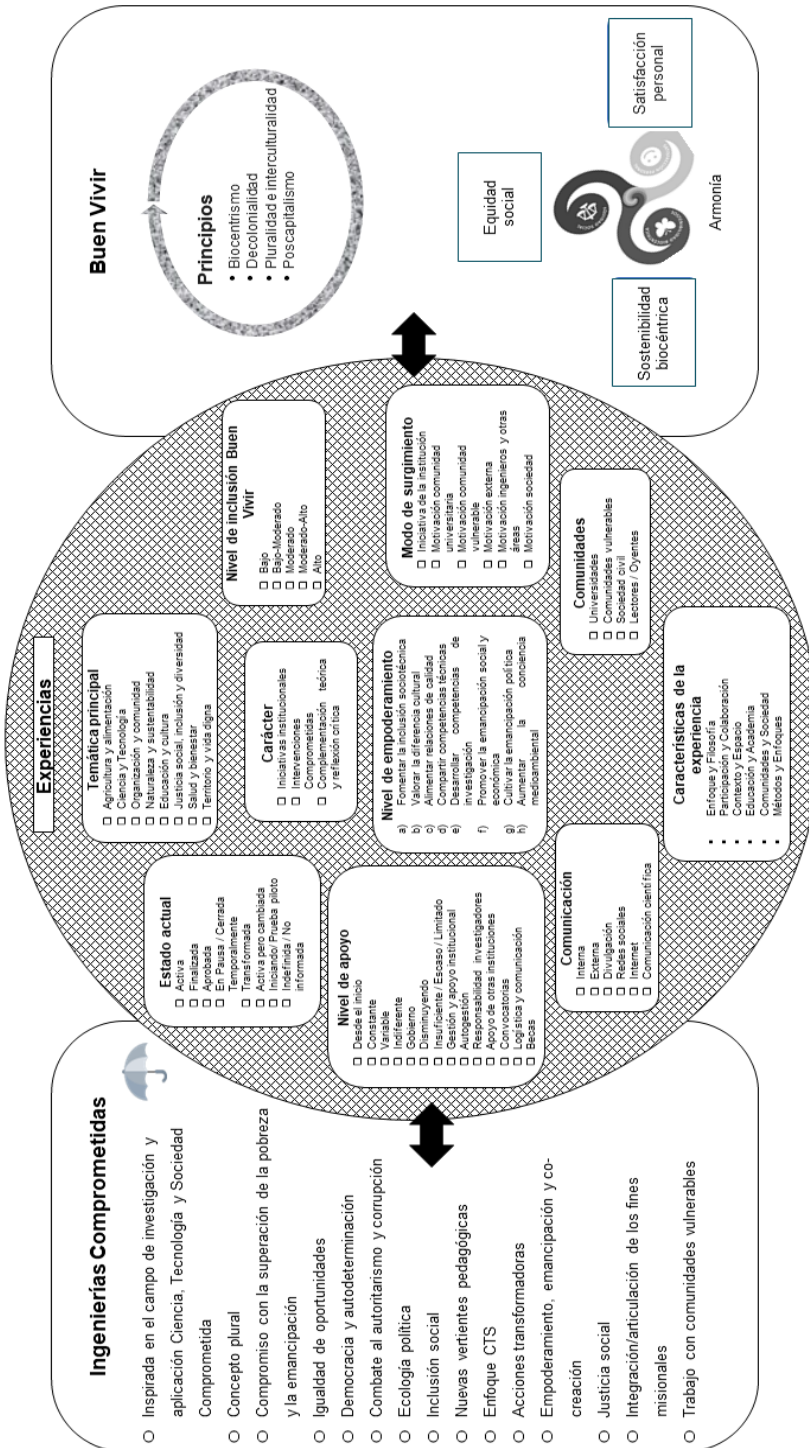 Ingenierías Comprometidas
○ Inspirada en el campo de investigación y
aplicación Ciencia, Tecnología y Sociedad
Comprometida
○ Concepto plural
○ Compromiso con la superación de la pobreza
y la emancipación
○ Igualdad de oportunidades
○ Democracia y autodeterminación
○ Combate al autoritarismo y corrupción
○ Ecología política
○ Inclusión social
○ Nuevas vertientes pedagógicas
○ Enfoque CTS
○ Acciones transformadoras
○ Empoderamiento, emancipación y co-
creación
○ Justicia social
○ Integración/articulación de los fines
misionales
○ Trabajo con comunidades vulnerables
Experiencias
Estado actual
□ Activa
□ Finalizada
□ Aprobada
□ En Pausa / Cerrada
Temporalmente
□ Transformada
□ Activa pero cambiada
□ Iniciando/ Prueba piloto
□ Indefinida / No
informada
Temática principal
□ Agricultura y alimentación
□ Ciencia y Tecnología
□ Organización y comunidad
□ Naturaleza y sustentabilidad
□ Educación y cultura
□ Justicia social, inclusión y diversidad
□ Salud y bienestar
□ Territorio y vida digna
Nivel de inclusión Buen
Vivir
□ Bajo
□ Bajo-Moderado
□ Moderado
□ Moderado-Alto
□ Alto
Carácter
□ Iniciativas institucionales
□ Intervenciones
Comprometidas
□ Complementación teórica
y reflexión crítica
Nivel de apoyo
□ Desde el inicio
□ Constante
□ Variable
□ Indiferente
□ Gobierno
□ Disminuyendo
□ Insuficiente / Escaso / Limitado
□ Gestión y apoyo institucional
□ Autogestión
□ Responsabilidad investigadores
□ Apoyo de otras instituciones
□ Convocatorias
□ Logística y comunicación
□ Becas
Nivel de empoderamiento
a) Fomentar la inclusión sociotécnica
b) Valorar la diferencia cultural
c) Alimentar relaciones de calidad
d) Compartir competencias técnicas
e) Desarrollar competencias de
investigación
f) Promover la emancipación social y
económica
g) Cultivar la emancipación política
h) Aumentar la conciencia
medioambiental
Modo de surgimiento
□ Iniciativa de la institución
□ Motivación comunidad
universitaria
□ Motivación comunidad
vulnerable
□ Motivación externa
□ Motivación ingenieros y otras
áreas
□ Motivación sociedad
Comunicación
□ Interna
□ Externa
□ Divulgación
□ Redes sociales
□ Internet
□ Comunicación científica
Comunidades
□ Universidades
□ Comunidades vulnerables
□ Sociedad civil
□ Lectores / Oyentes
Características de la
experiencia
▪ Enfoque y Filosofía
▪ Participación y Colaboración
▪ Contexto y Espacio
▪ Educación y Academia
▪ Comunidades y Sociedad
▪ Métodos y Enfoques
Buen Vivir
Principios
• Biocentrismo
• Decolonialidad
• Pluralidad e interculturalidad
• Poscapitalismo
Equidad
social
Sostenibilidad
biocéntrica
Satisfacción
personal
Armonía